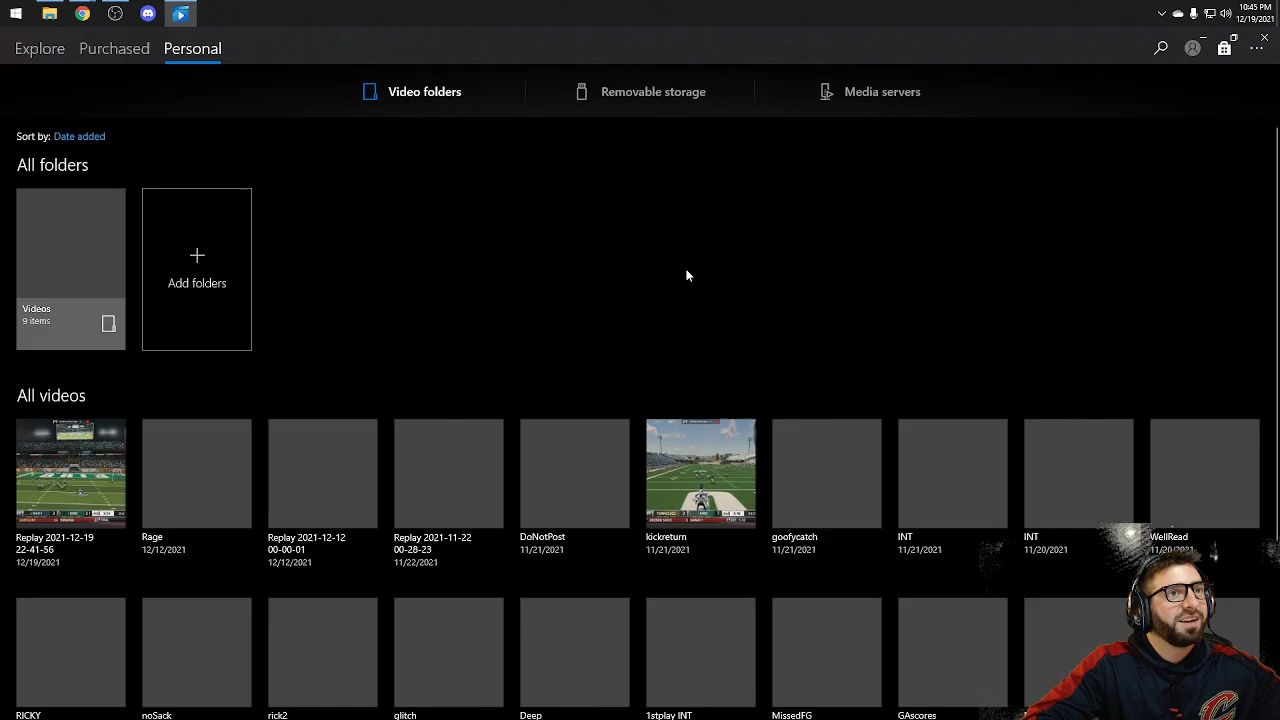 10:45 PM
12/19/2021
Explore Purchased Personal
Video folders Removable storage Media servers
Sort by: Date added
All folders
Videos
9 items
Add folders
All videos
Replay 2021-12-19
22-41-56
12/19/2021
Rage
12/12/2021
Replay 2021-12-12
00-00-01
12/12/2021
Replay 2021-11-22
00-28-23
11/22/2021
DoNotPost
11/21/2021
kickreturn
11/21/2021
goofycatch
11/21/2021
INT
11/21/2021
INT
11/20/2021
WellRead
11/20/2021
RICKY noSack rick2 glitch Deep 1stplay INT MissedFG GAscores